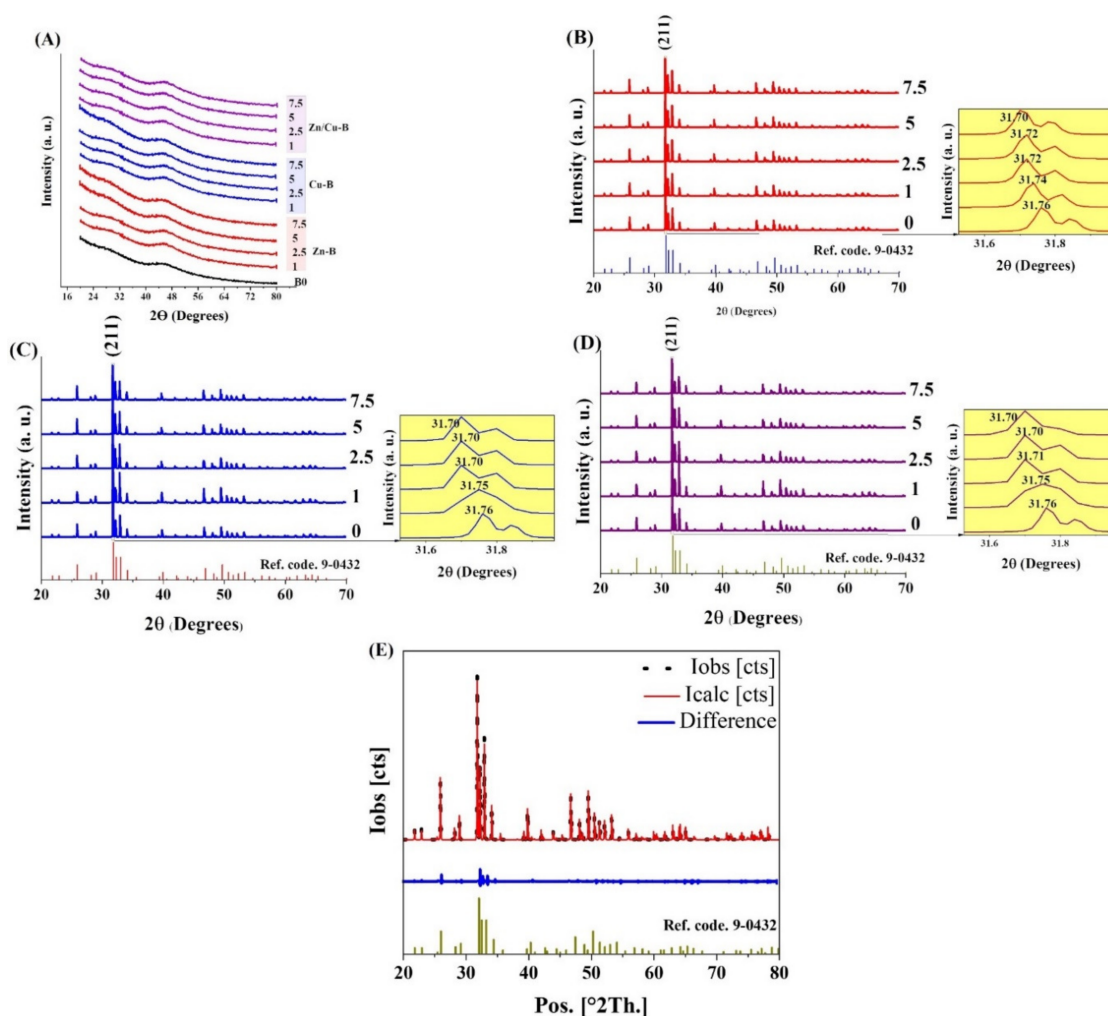 (A)
Intensity (a. u.)
7.5
5
2.5
1
Zn/Cu-B
7.5
5
2.5
1
Cu-B
7.5
5
2.5
1
Zn-B
B0
16 24 32 40 48 56 64 72 80
2Θ (Degrees)
(B)
(211)
Intensity (a. u.)
7.5
5
2.5
1
0
Ref. code. 9-0432
20 30 40 50 60 70
2θ (Degrees)
Intensity (a. u.)
31.70
31.72
31.72
31.74
31.76
31.6 31.8
2θ (Degrees)
(C)
(211)
Intensity (a. u.)
7.5
5
2.5
1
0
Ref. code. 9-0432
20 30 40 50 60 70
2θ (Degrees)
Intensity (a. u.)
31.70
31.70
31.70
31.75
31.76
31.6 31.8
2θ (Degrees)
(D)
(211)
Intensity (a. u.)
7.5
5
2.5
1
0
Ref. code. 9-0432
20 30 40 50 60 70
2θ (Degrees)
Intensity (a. u.)
31.70
31.70
31.71
31.75
31.76
31.6 31.8
2θ (Degrees)
(E)
Iobs [cts]
Icalc [cts]
Difference
Iobs [cts]
Ref. code. 9-0432
20 30 40 50 60 70 80
Pos. [°2Th.]